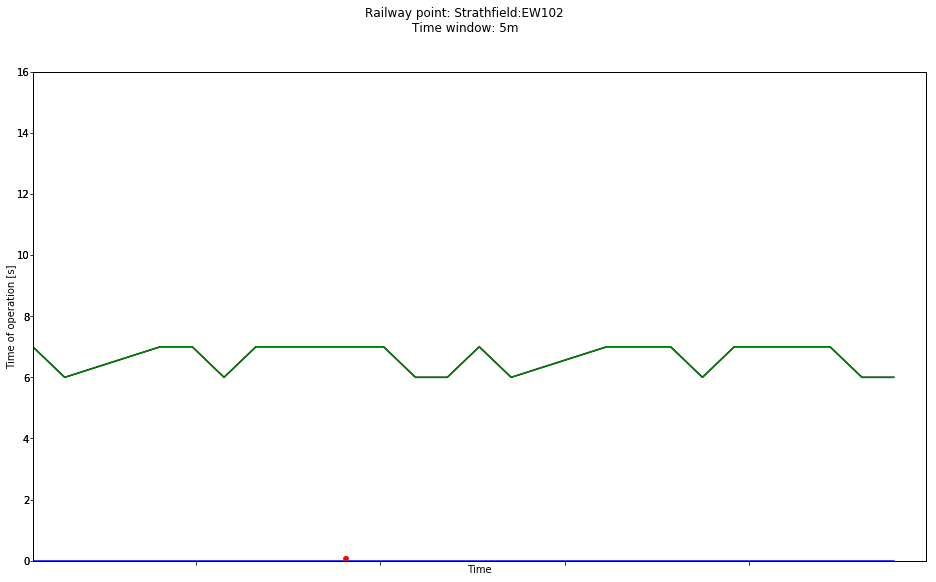 Railway point: Strathfield:EW102
Time window: 5m
16
14
12
10
8
6
4
2
0
Time of operation [s]
Time